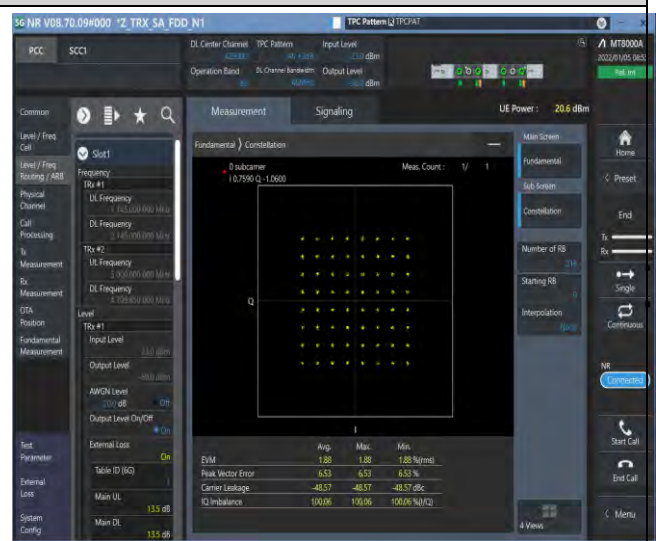 5G NR V08.70.09#000 *Z_TRX_SA_FDD_N1
TPC Pattern TPCPAT
PCC SCC1
DL Center Channel TPC Pattern Input Level
dBm
Operation Band DL Channel Bandwidth Output Level
dBm
MT8000A
2022/01/05
Common
Level / Freq.
Cell
Level / Freq.
Routing / ARB
Physical
Channel
Call
Processing
Tx
Measurement
Rx
Measurement
OTA
Position
Fundamental
Measurement
Test
Parameter
External
Loss
System
Config
Slot1
Frequency
TRx #1
DL Frequency
DL Frequency
TRx #2
UL Frequency
DL Frequency
Level
TRx #1
Input Level
Output Level
AWGN Level
dB Off
Output Level On/Off
On
External Loss
On
Table ID (6G)
1
Main UL
13.5 dB
Main DL
13.5 dB
Measurement Signaling UE Power : 20.6 dBm
Fundamental Constellation
0 subcarrier Meas. Count : 1/ 1
I 0.7590 Q -1.0600
Q
I
Avg. Max. Min.
EVM 1.88 1.88 1.88 %(rms)
Peak Vector Error 6.53 6.53 6.53 %
Carrier Leakage -48.57 -48.57 -48.57 dBc
IQ Imbalance 100.06 100.06 100.06 %(I/Q)
Main Screen
Fundamental
Sub Screen
Constellation
Number of RB
Starting RB
0
Interpolation
4 Views
Home
Preset
End
Tx
Rx
Single
Continuous
NR
Connected
Start Call
End Call
Menu